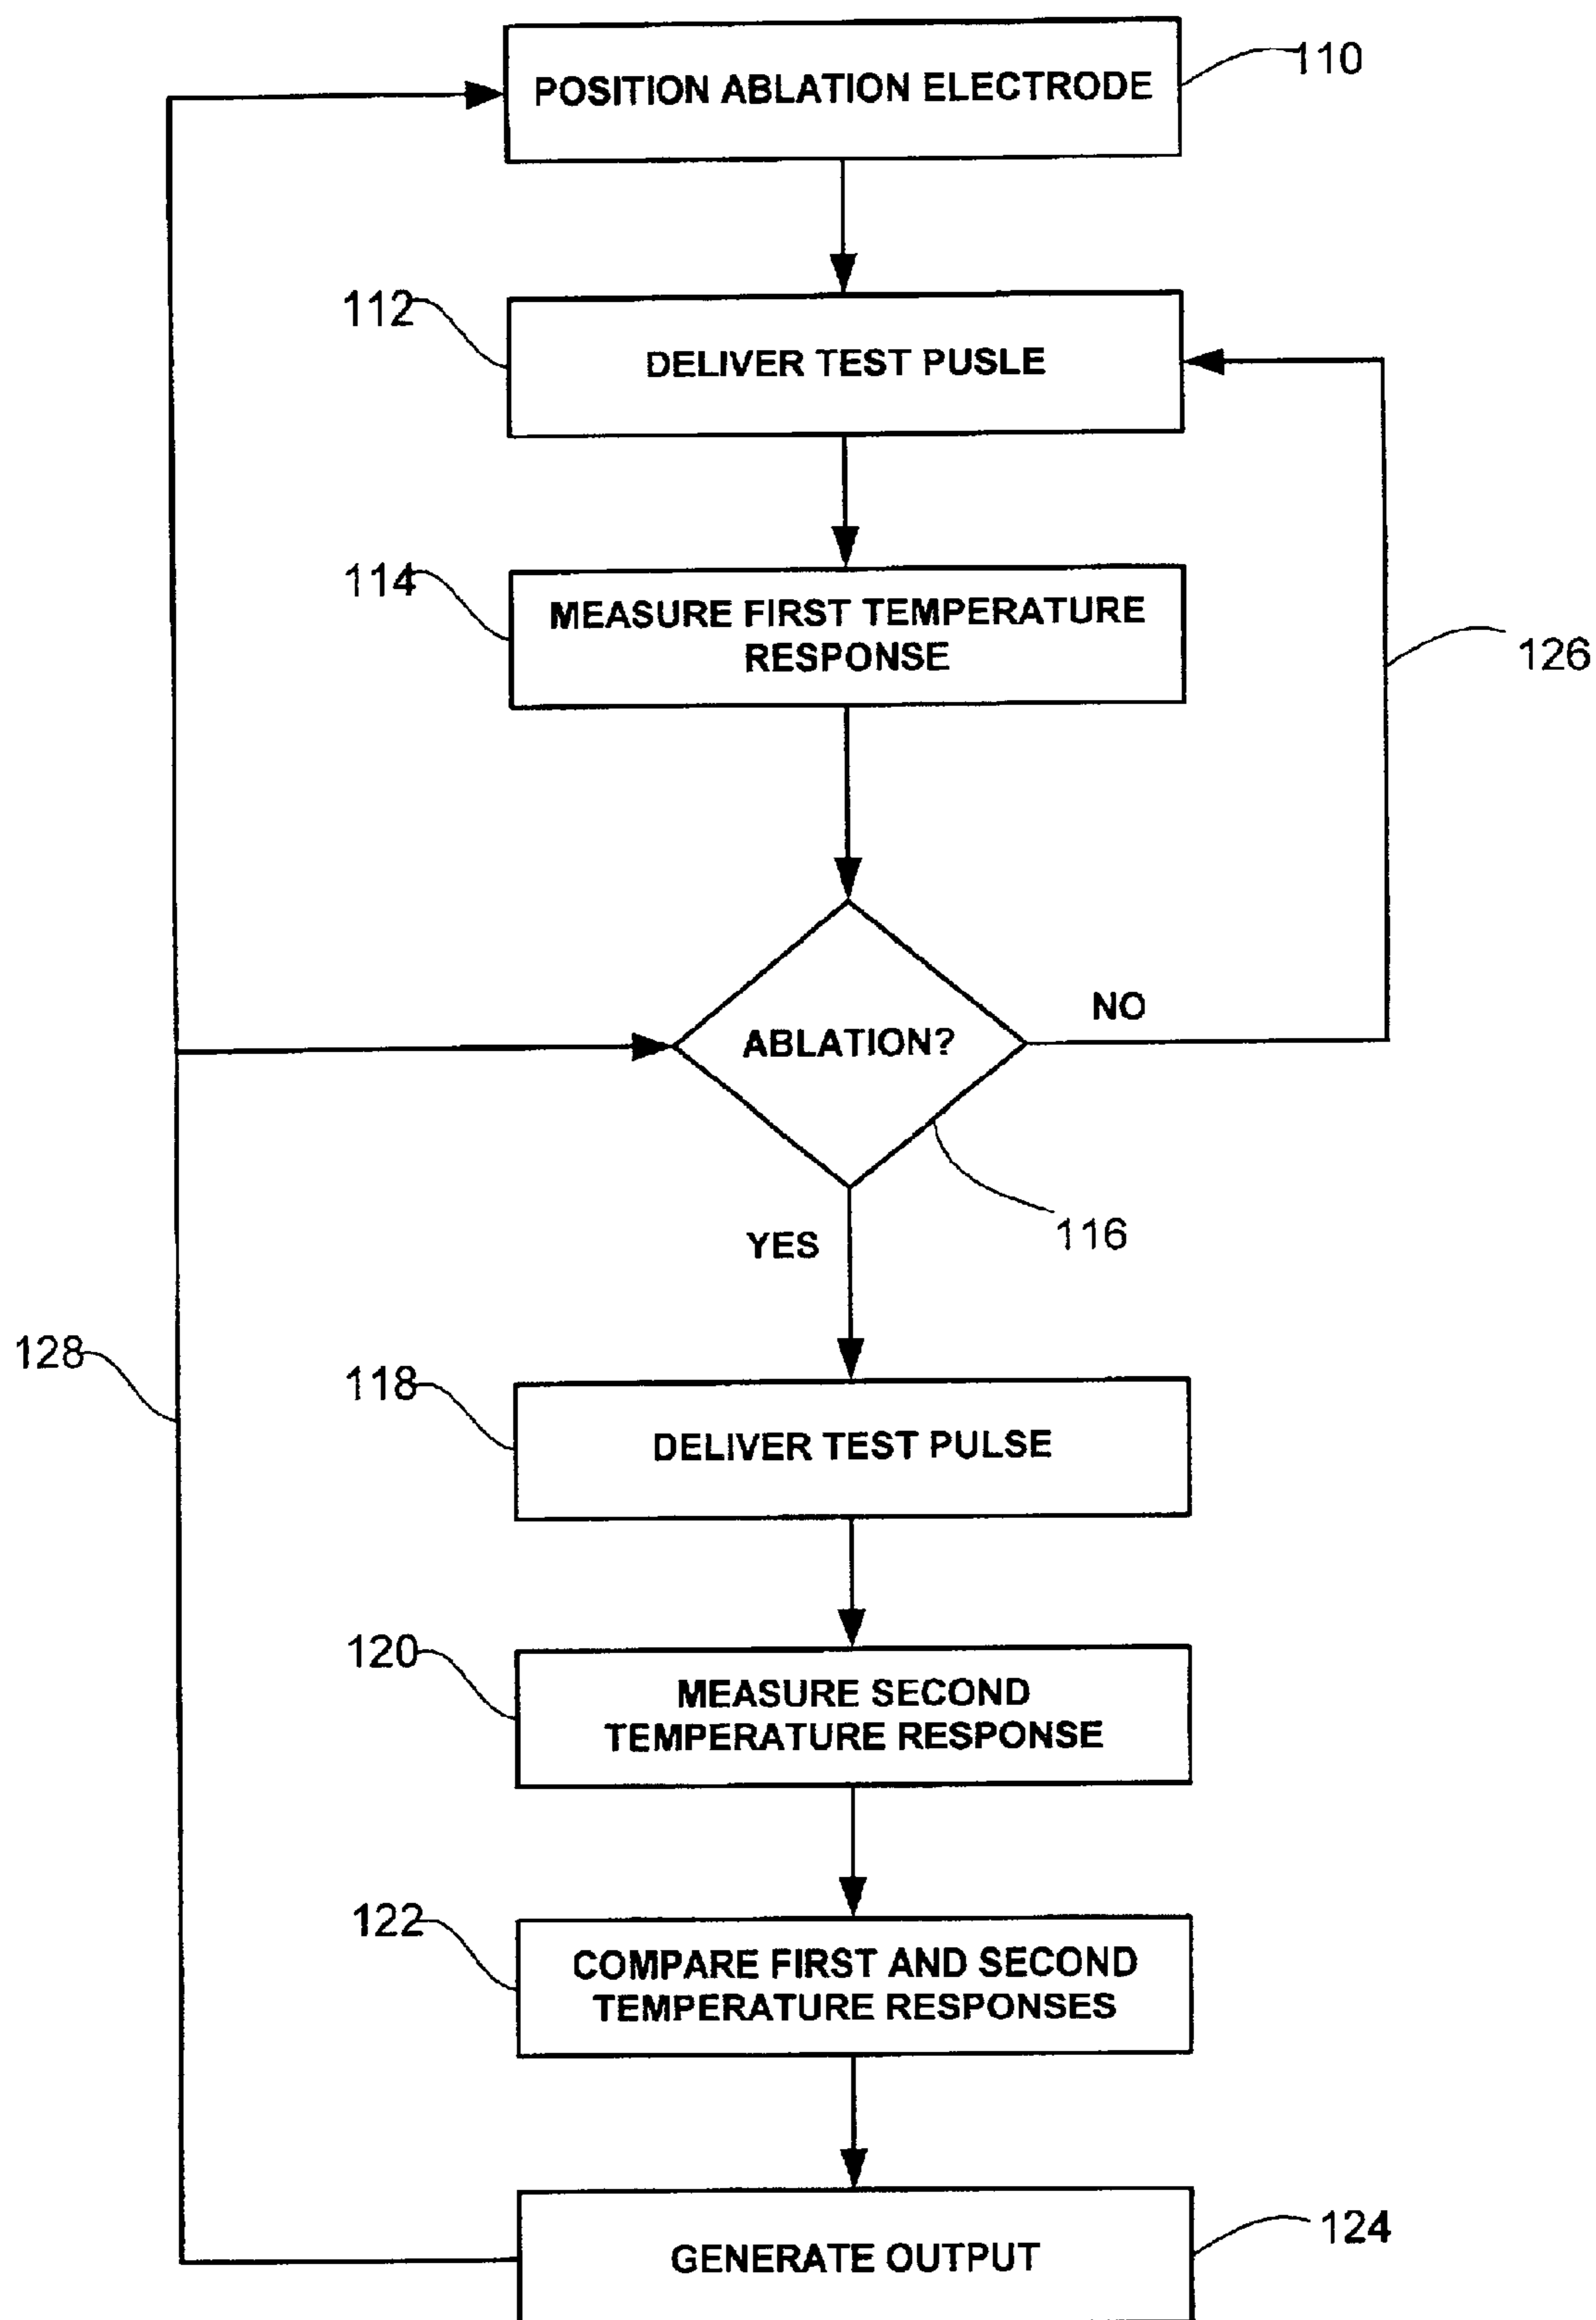 POSITION ABLATION ELECTRODE
110
112
DELIVER TEST PUSLE
114
MEASURE FIRST TEMPERATURE
RESPONSE
126
ABLATION?
NO
116
YES
128
118
DELIVER TEST PULSE
120
MEASURE SECOND
TEMPERATURE RESPONSE
122
COMPARE FIRST AND SECOND
TEMPERATURE RESPONSES
GENERATE OUTPUT
124